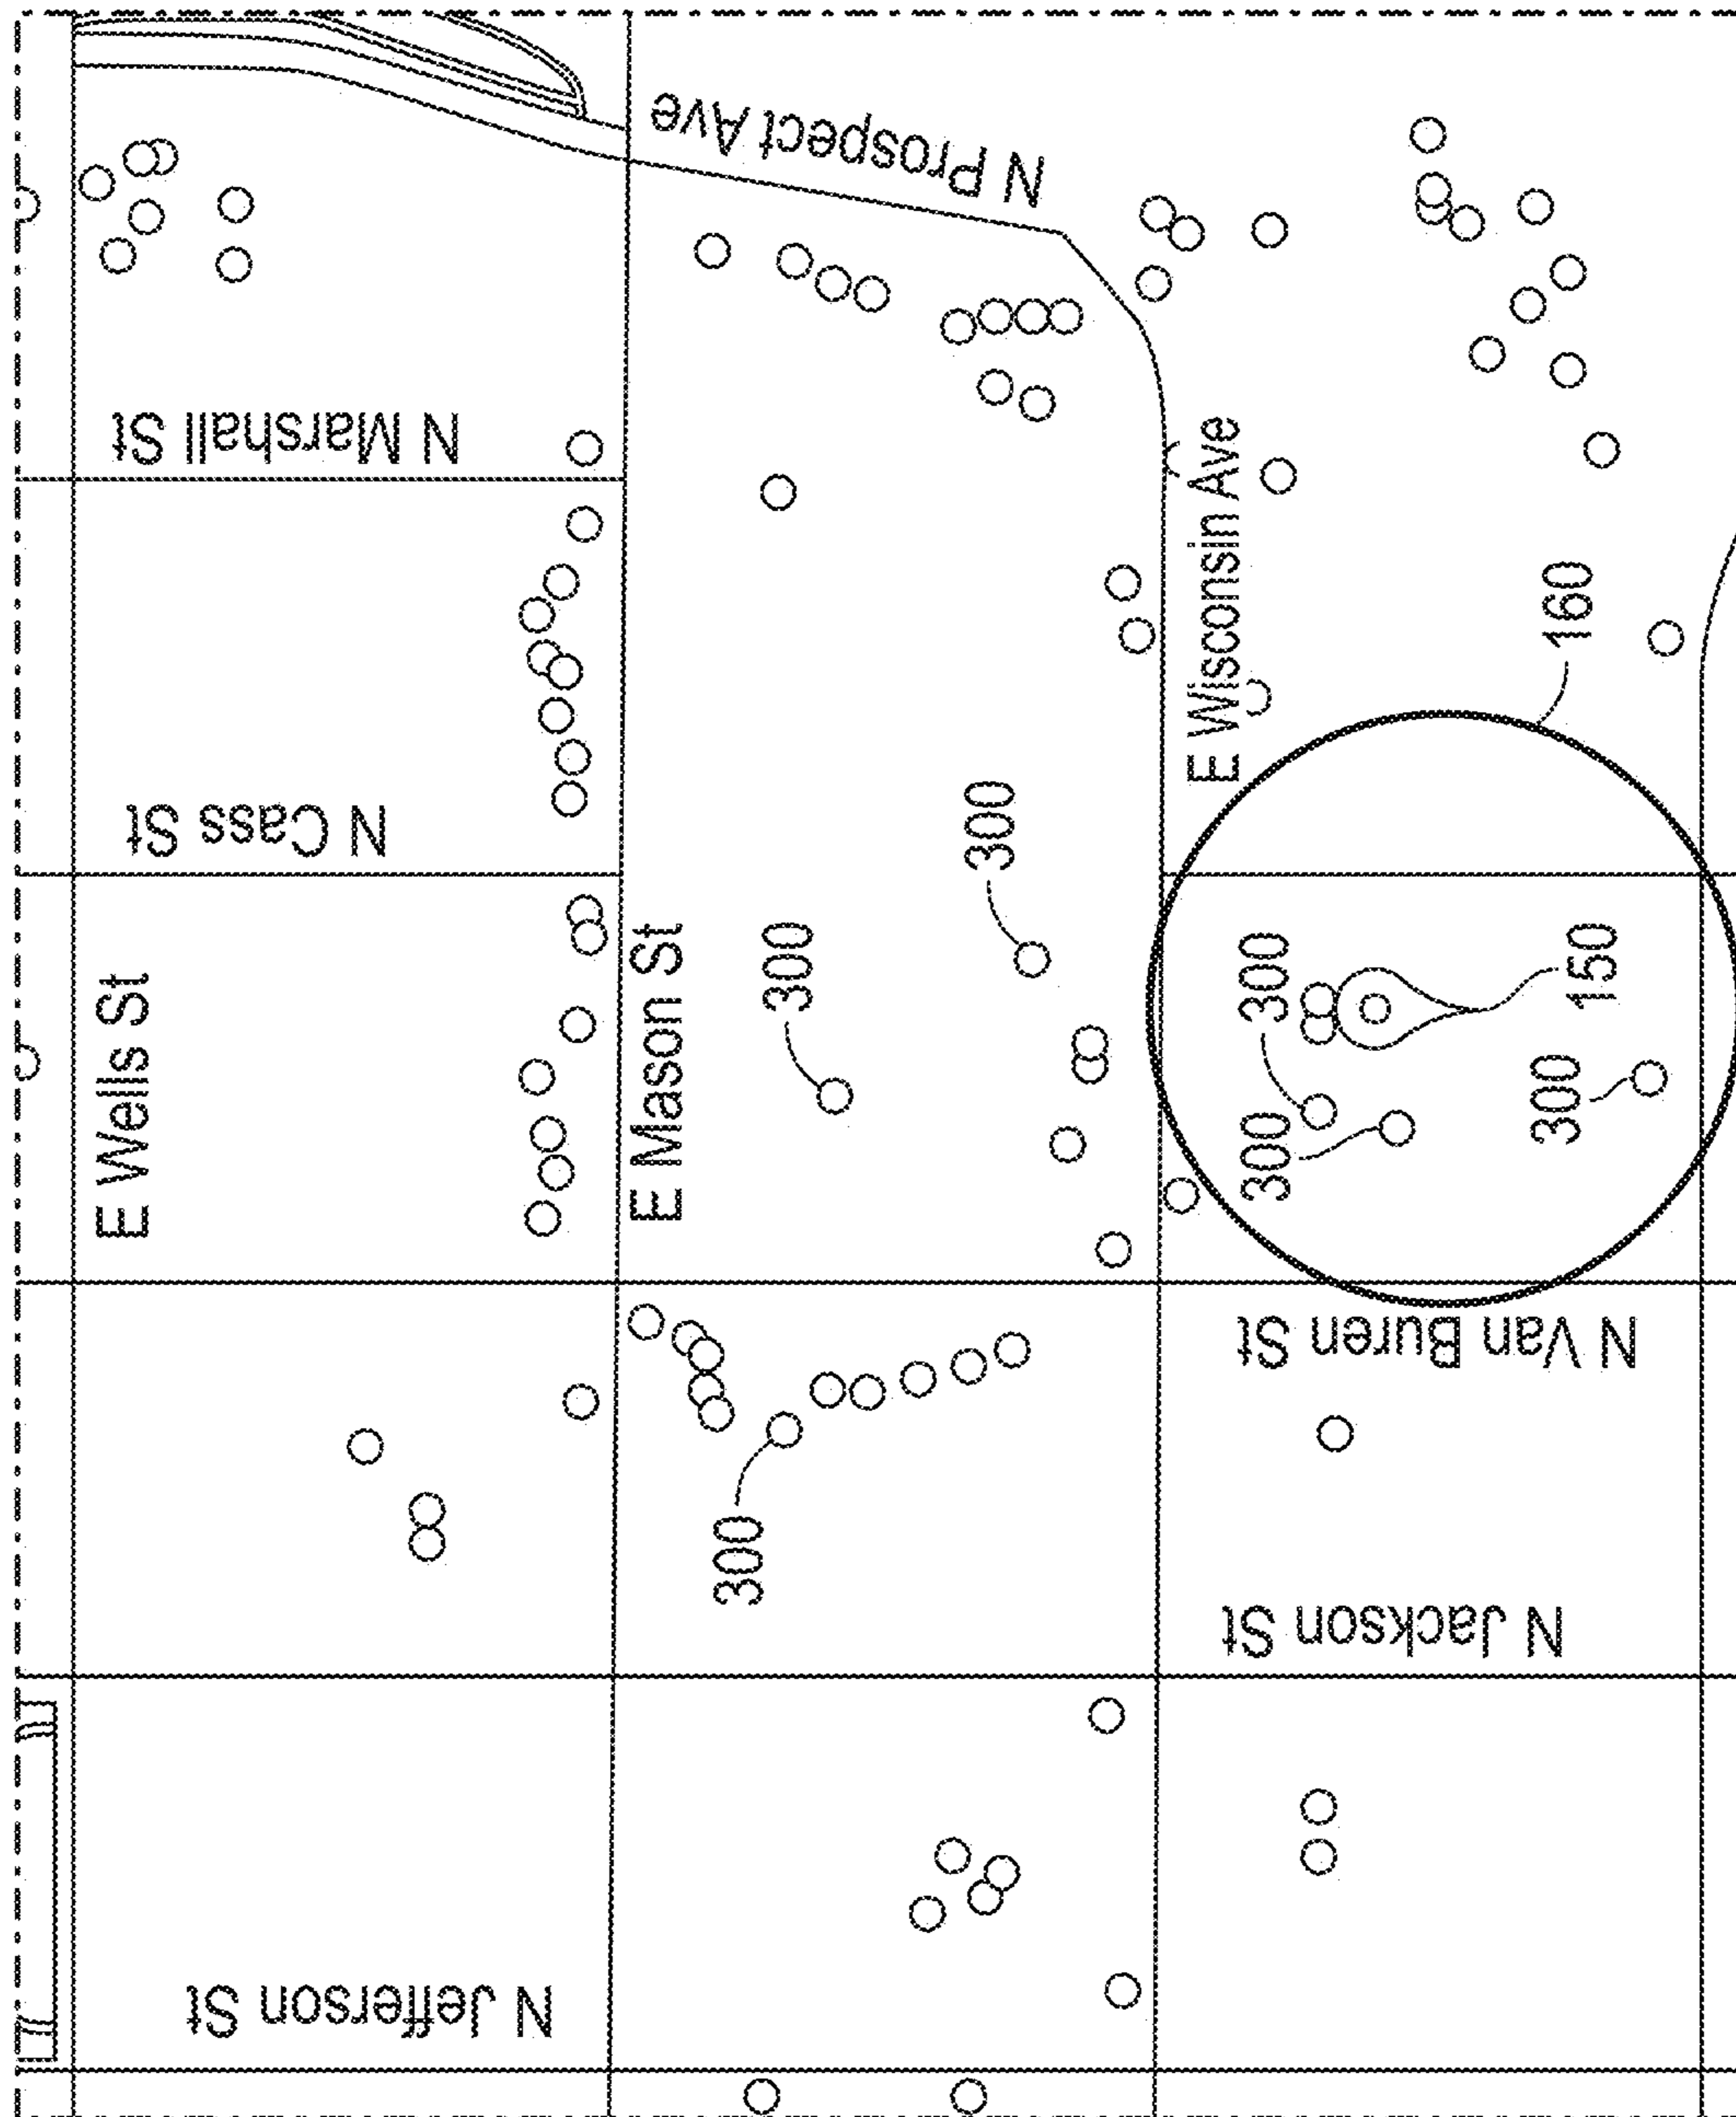 E Wells St
E Mason St
E Wisconsin Ave
N Prospect Ave
N Marshall St
N Cass St
N Van Buren St
N Jackson St
N Jefferson St
300
300
300
300
300
300
150
160